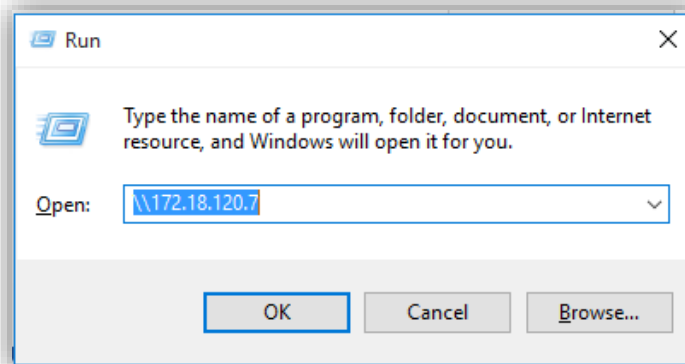 Run
Type the name of a program, folder, document, or Internet
resource, and Windows will open it for you.
Open: \\172.18.120.7
OK Cancel Browse...